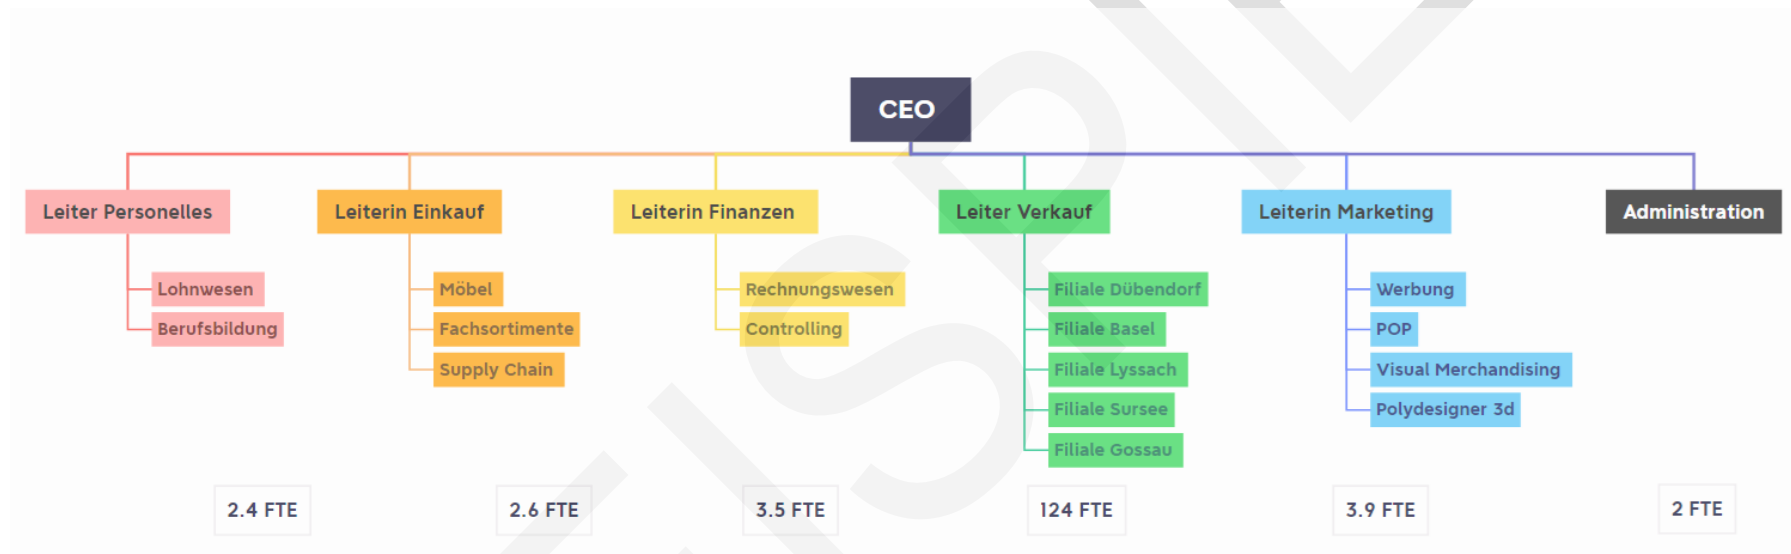 CEO
Leiter Personelles
Lohnwesen
Berufsbildung
2.4 FTE
Leiterin Einkauf
Möbel
Fachsortimente
Supply Chain
2.6 FTE
Leiterin Finanzen
Rechnungswesen
Controlling
3.5 FTE
Leiter Verkauf
Filiale Dübendorf
Filiale Basel
Filiale Lyssach
Filiale Sursee
Filiale Gossau
124 FTE
Leiterin Marketing
Werbung
POP
Visual Merchandising
Polydesigner 3d
3.9 FTE
Administration
2 FTE